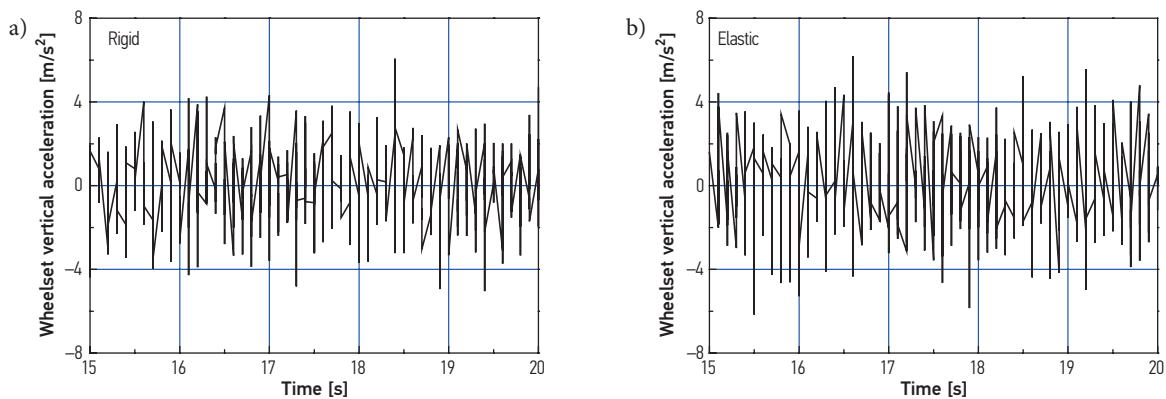 a)
Rigid
Wheelset vertical acceleration [m/s²]
8
4
0
–4
–8
15
16
17
18
19
20
Time [s]
b)
Elastic
Wheelset vertical acceleration [m/s²]
8
4
0
–4
–8
15
16
17
18
19
20
Time [s]